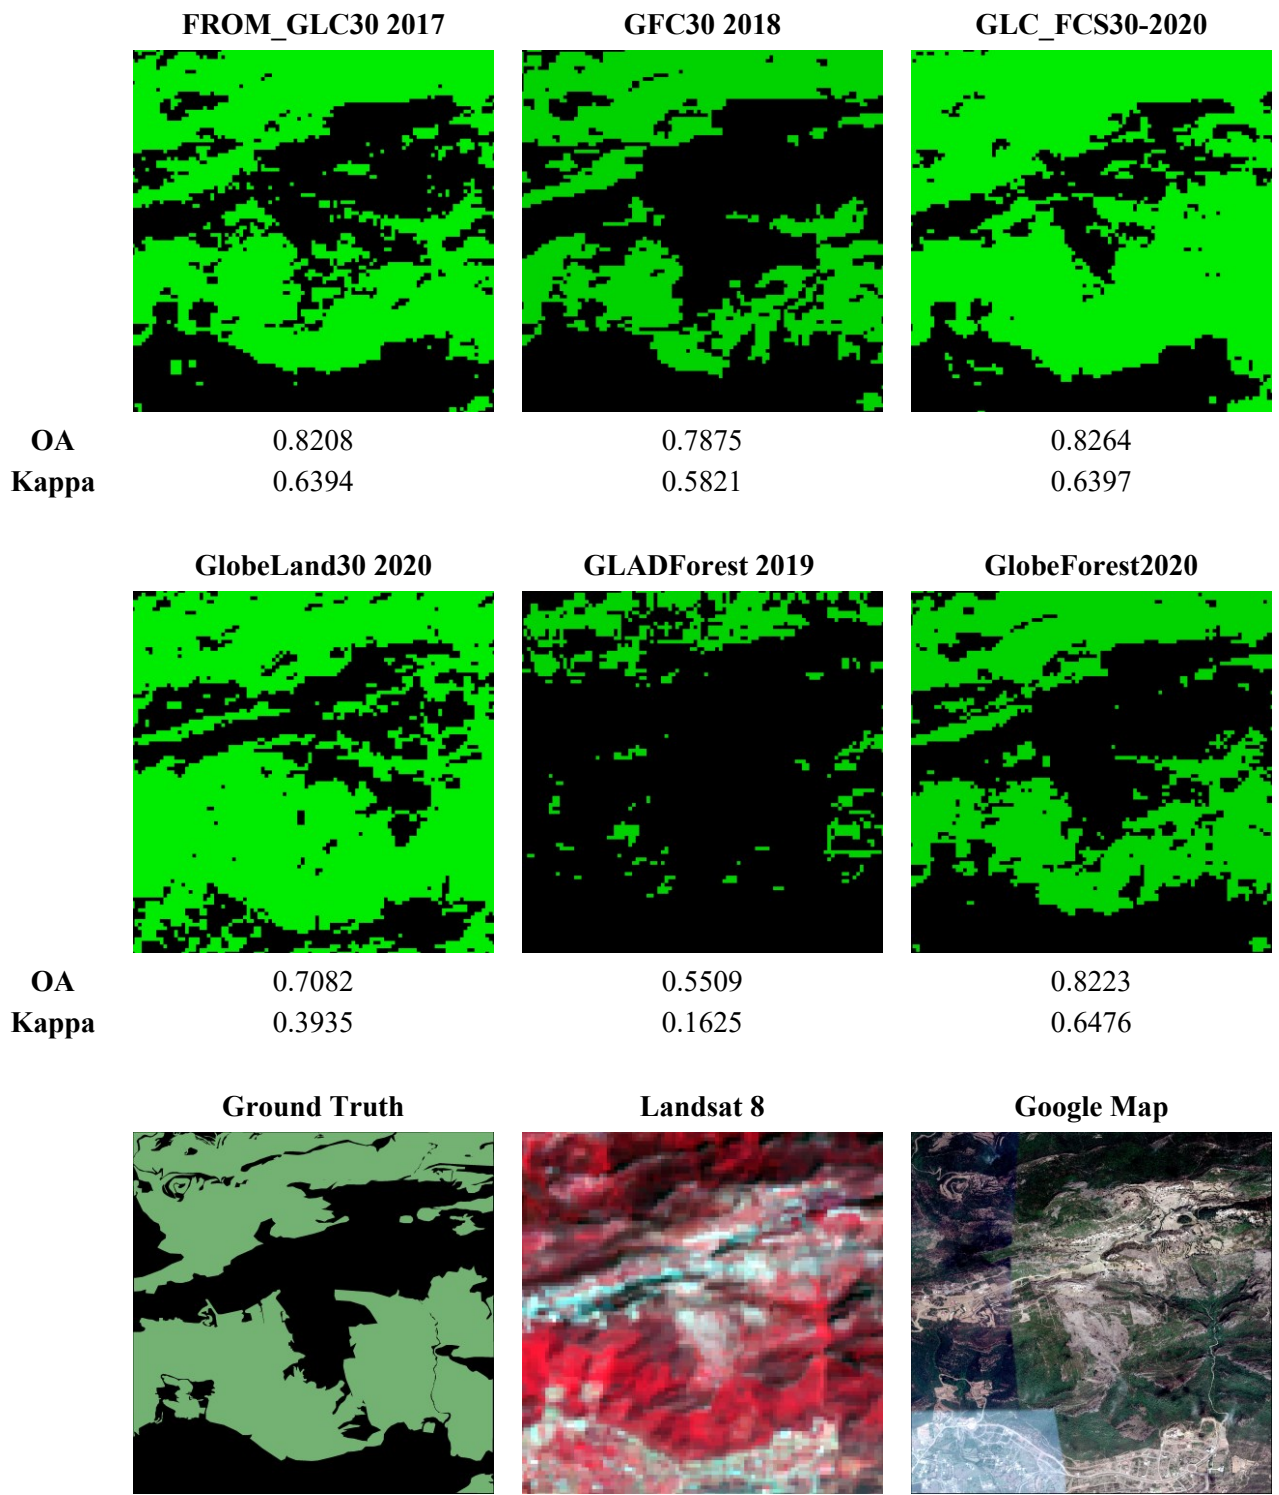 FROM_GLC30 2017 GFC30 2018 GLC_FCS30-2020
OA 0.8208 0.7875 0.8264
Kappa 0.6394 0.5821 0.6397
GlobeLand30 2020 GLADForest 2019 GlobeForest2020
OA 0.7082 0.5509 0.8223
Kappa 0.3935 0.1625 0.6476
Ground Truth Landsat 8 Google Map